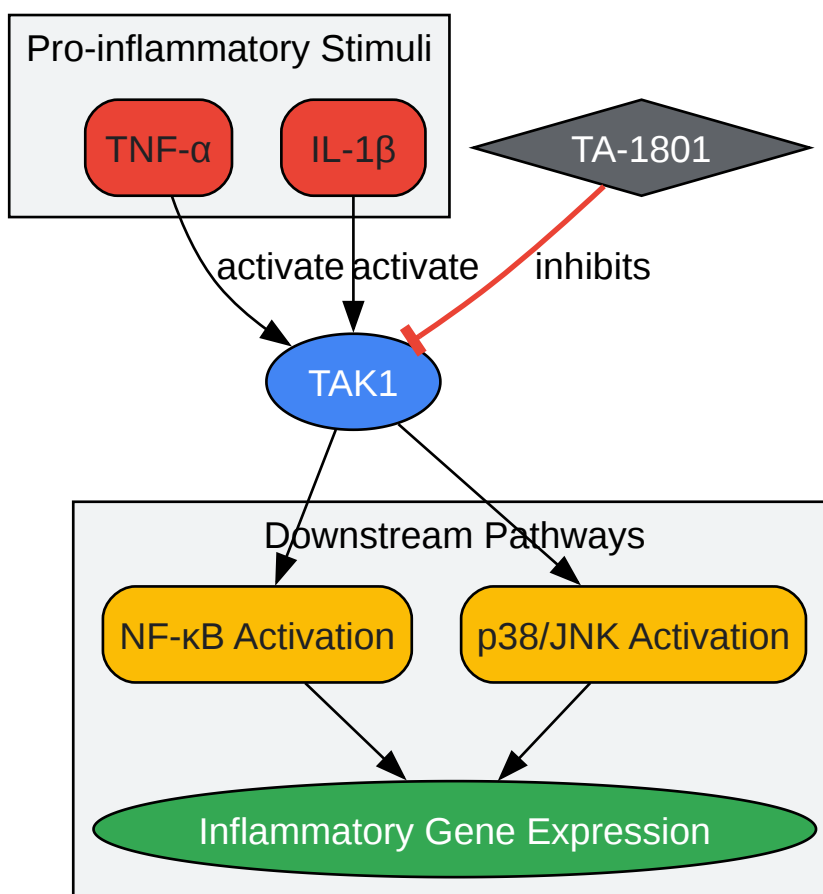 Pro-inflammatory Stimuli
TNF-α
IL-1β
TA-1801
activate
activate
inhibits
TAK1
Downstream Pathways
NF-κB Activation
p38/JNK Activation
Inflammatory Gene Expression